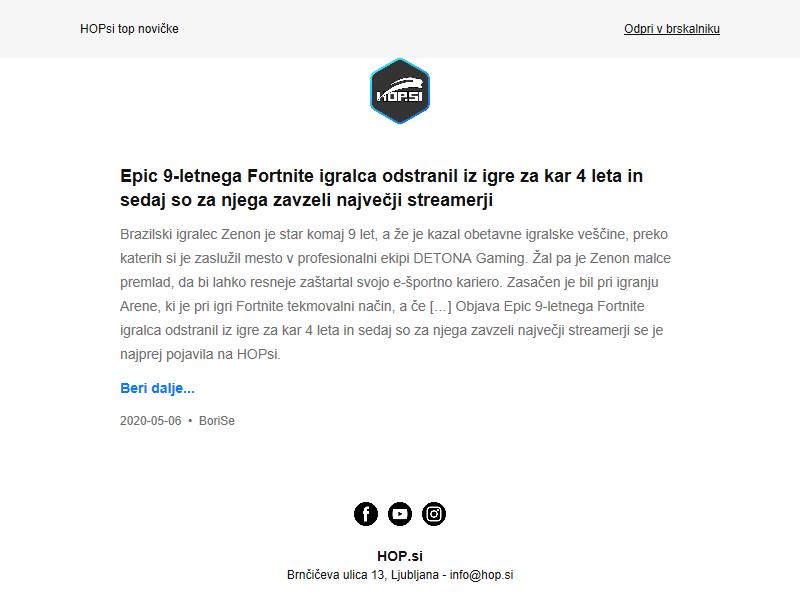 HOPsi top novičke
Odpri v brskalniku
HOP.SI
Epic 9-letnega Fortnite igralca odstranil iz igre za kar 4 leta in
sedaj so za njega zavzeli največji streamerji
Brazilski igralec Zenon je star komaj 9 let, a že je kazal obetavne igralske veščine, preko
katerih si je zaslužil mesto v profesionalni ekipi DETONA Gaming. Žal pa je Zenon malce
premlad, da bi lahko resneje zaštartal svojo e-športno kariero. Zasačen je bil pri igranju
Arene, ki je pri igri Fortnite tekmovalni način, a če […] Objava Epic 9-letnega Fortnite
igralca odstranil iz igre za kar 4 leta in sedaj so za njega zavzeli največji streamerji se je
najprej pojavila na HOPsi.
Beri dalje...
2020-05-06 • BoriSe
HOP.si
Brnčičeva ulica 13, Ljubljana - info@hop.si